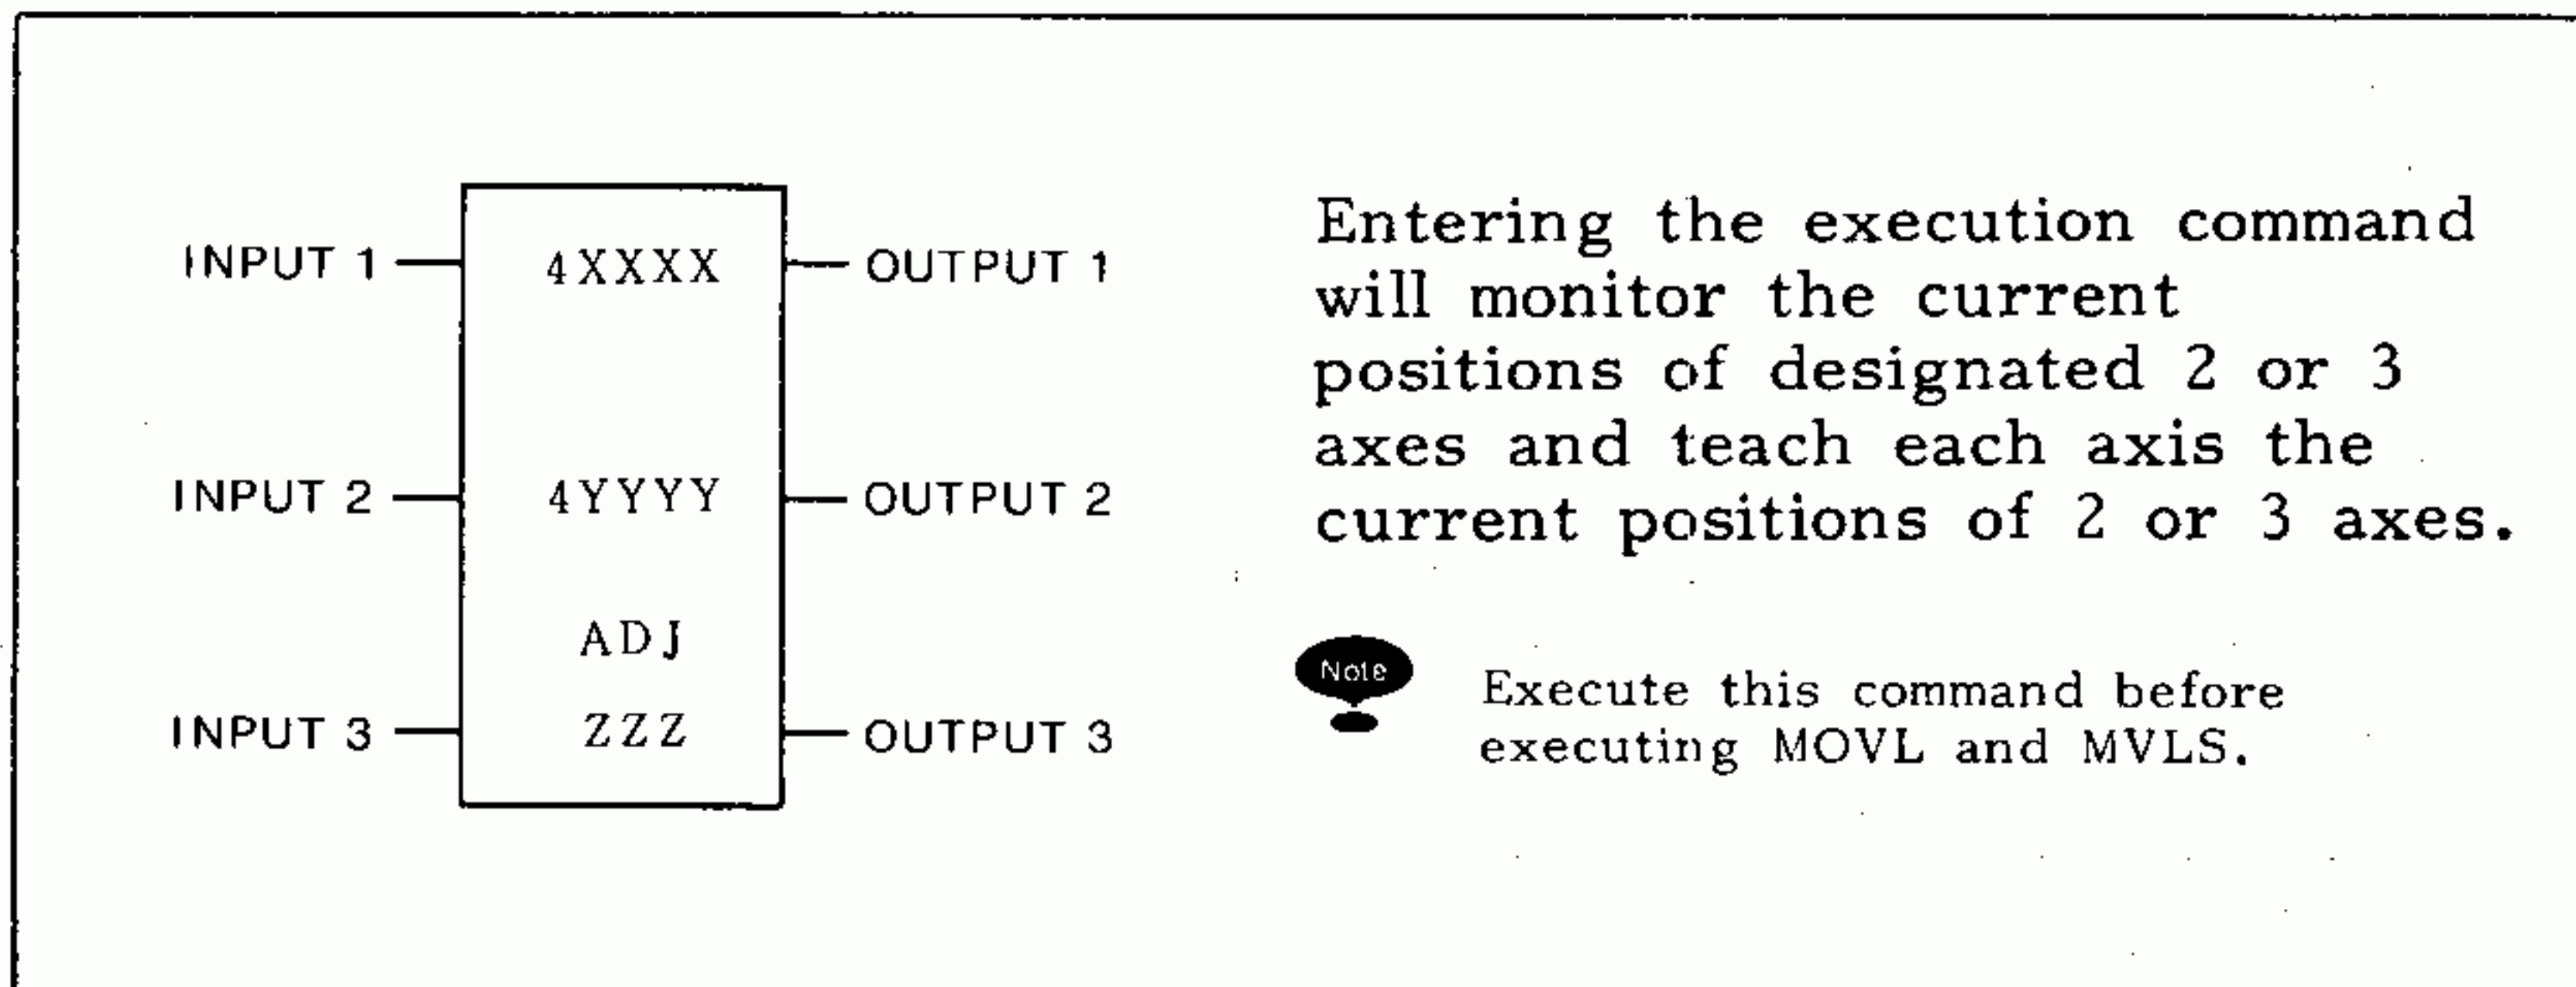 INPUT 1 4XXXX OUTPUT 1
INPUT 2 4YYYY OUTPUT 2
ADJ
INPUT 3 ZZZ OUTPUT 3
Entering the execution command
will monitor the current
positions of designated 2 or 3
axes and teach each axis the
current positions of 2 or 3 axes.
Note
Execute this command before
executing MOVL and MVLS.